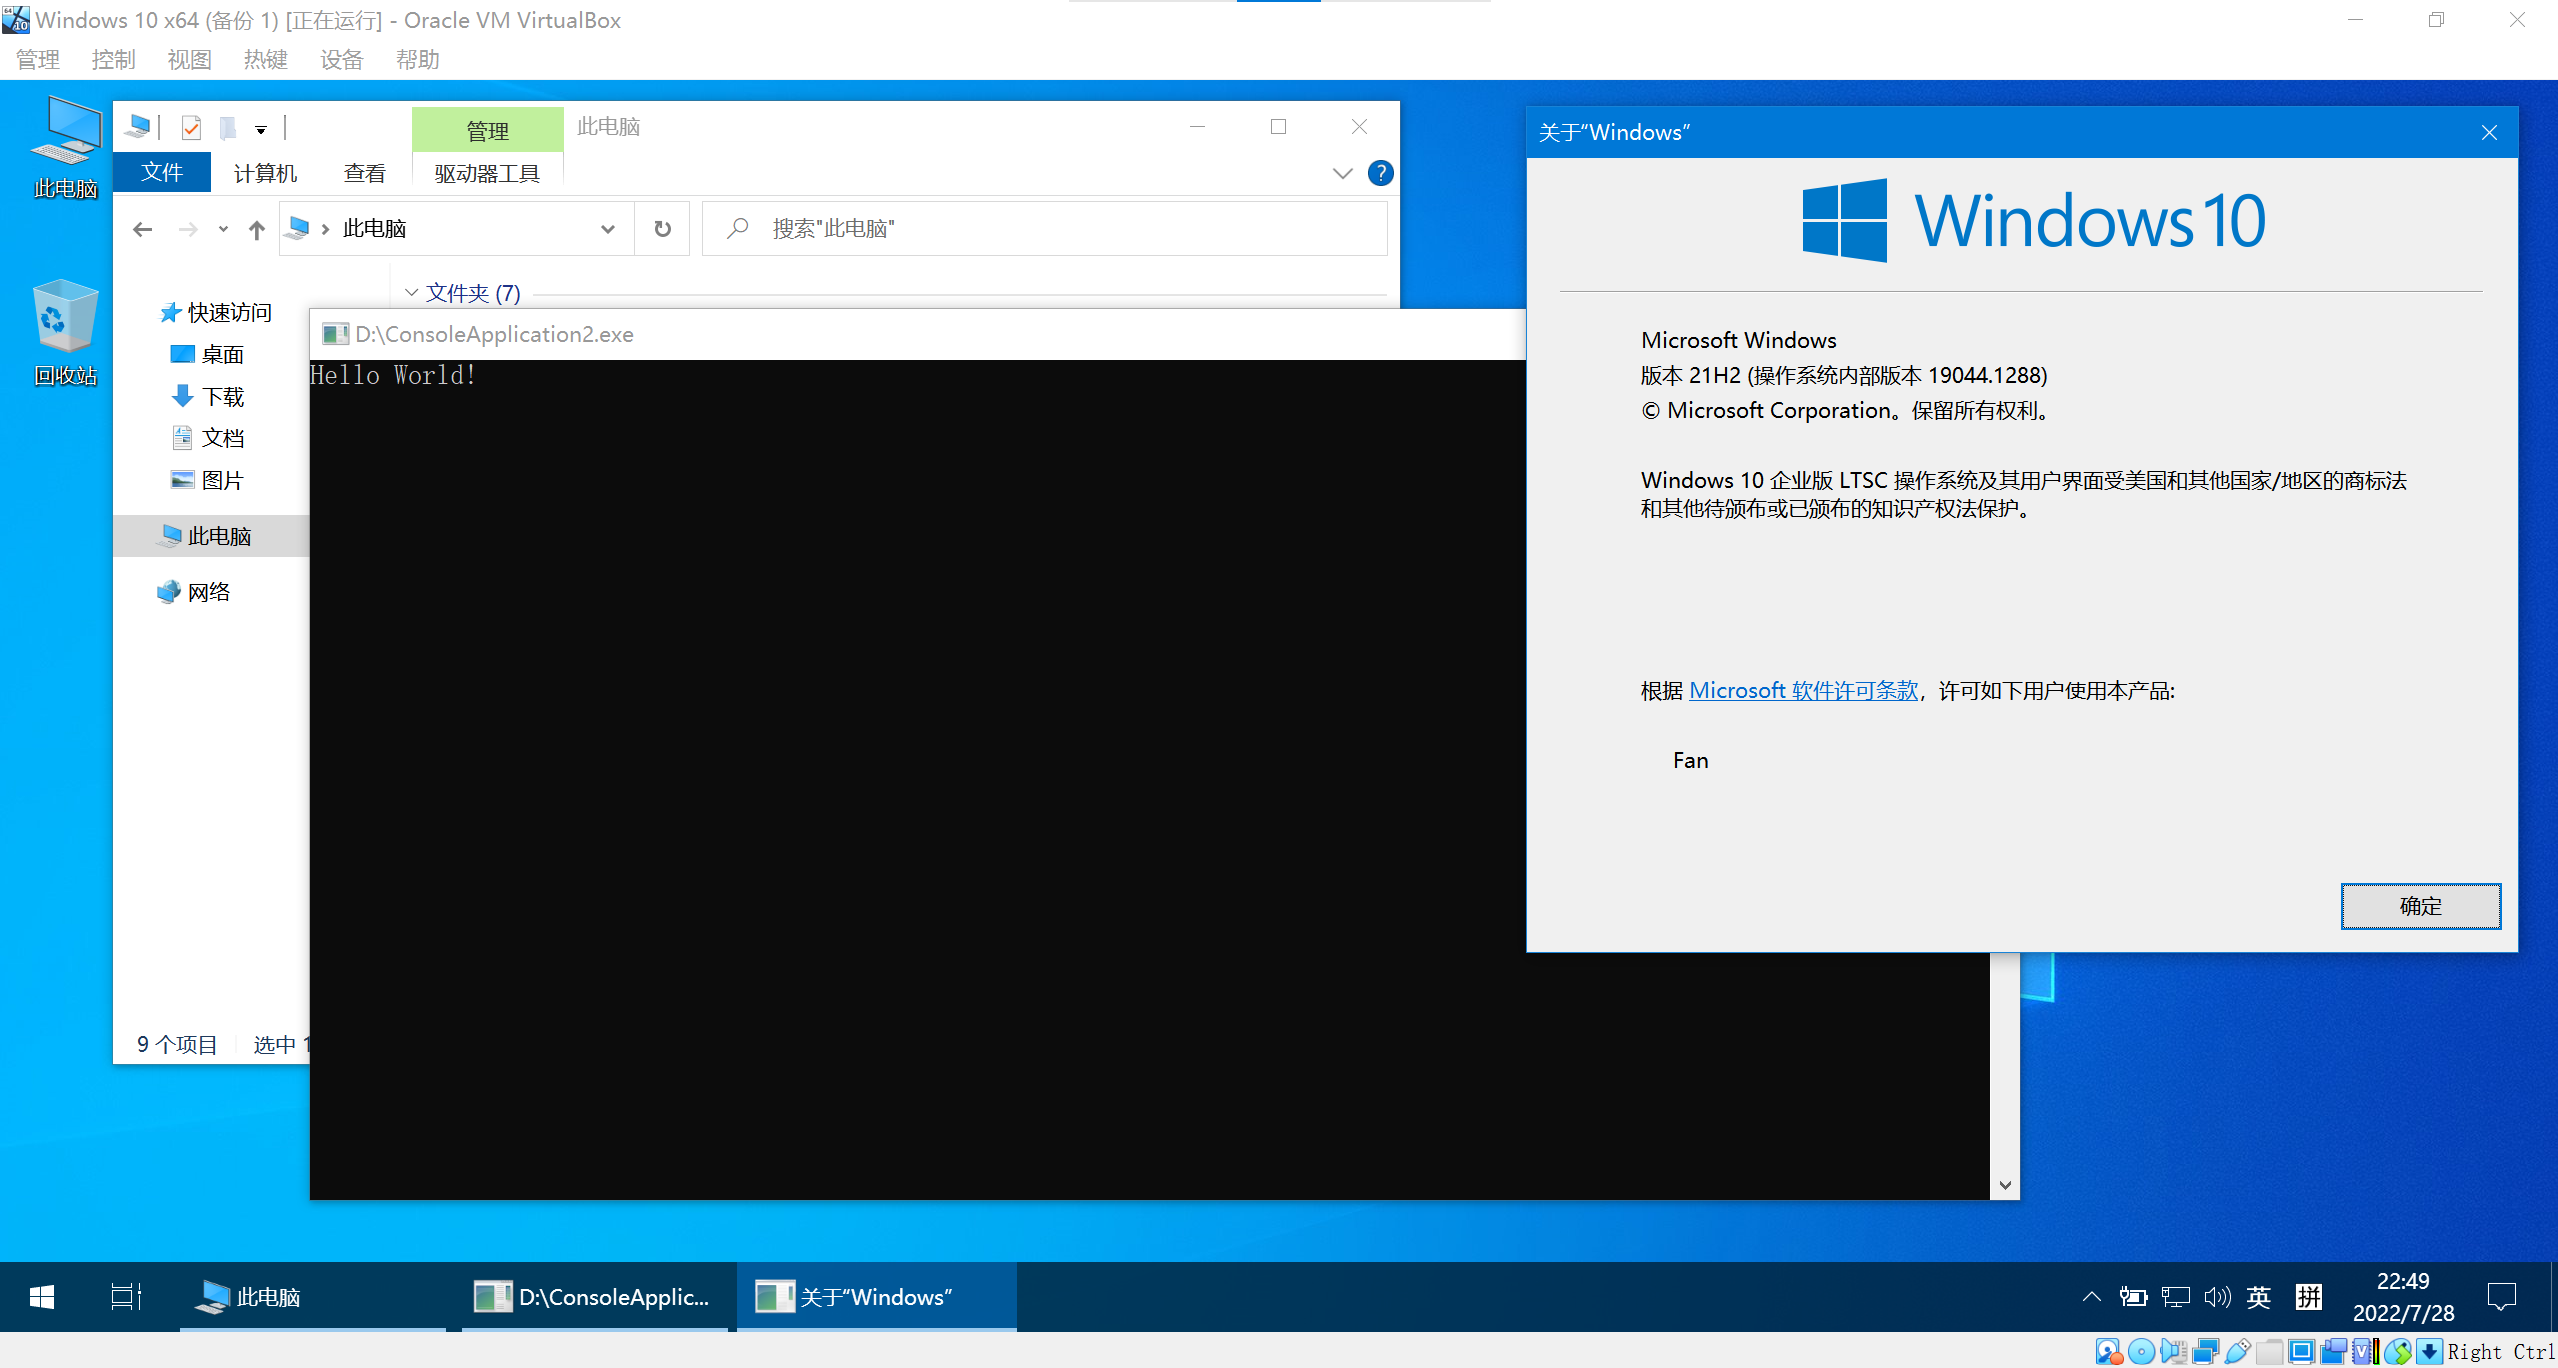 Windows 10 x64 (备份 1) [正在运行] - Oracle VM VirtualBox
管理 控制 视图 热键 设备 帮助
此电脑
回收站
管理 此电脑
文件 计算机 查看 驱动器工具
此电脑 搜索"此电脑"
文件夹 (7)
快速访问
桌面
下载
文档
图片
此电脑
网络
9 个项目 选中 1
D:\ConsoleApplication2.exe
Hello World!
关于“Windows”
Windows 10
Microsoft Windows
版本 21H2 (操作系统内部版本 19044.1288)
© Microsoft Corporation。保留所有权利。
Windows 10 企业版 LTSC 操作系统及其用户界面受美国和其他国家/地区的商标法
和其他待颁布或已颁布的知识产权法保护。
根据 Microsoft 软件许可条款，许可如下用户使用本产品:
Fan
确定
此电脑 D:\ConsoleApplic... 关于“Windows” 英 拼 22:49
2022/7/28
Right Ctrl